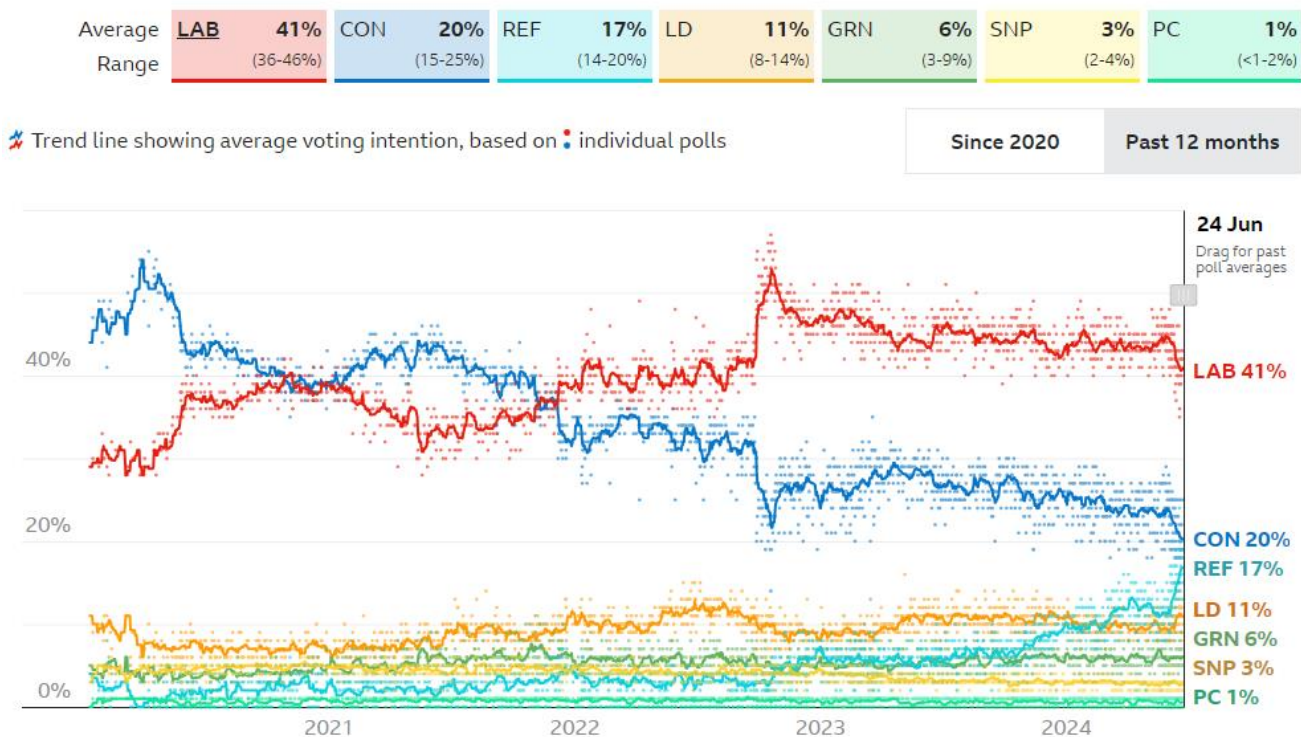 Average LAB 41% CON 20% REF 17% LD 11% GRN 6% SNP 3% PC 1%
Range (36-46%) (15-25%) (14-20%) (8-14%) (3-9%) (2-4%) (<1-2%)
Trend line showing average voting intention, based on individual polls
Since 2020 Past 12 months
24 Jun
Drag for past
poll averages
40%
LAB 41%
20%
CON 20%
REF 17%
LD 11%
GRN 6%
SNP 3%
0%
PC 1%
2021 2022 2023 2024